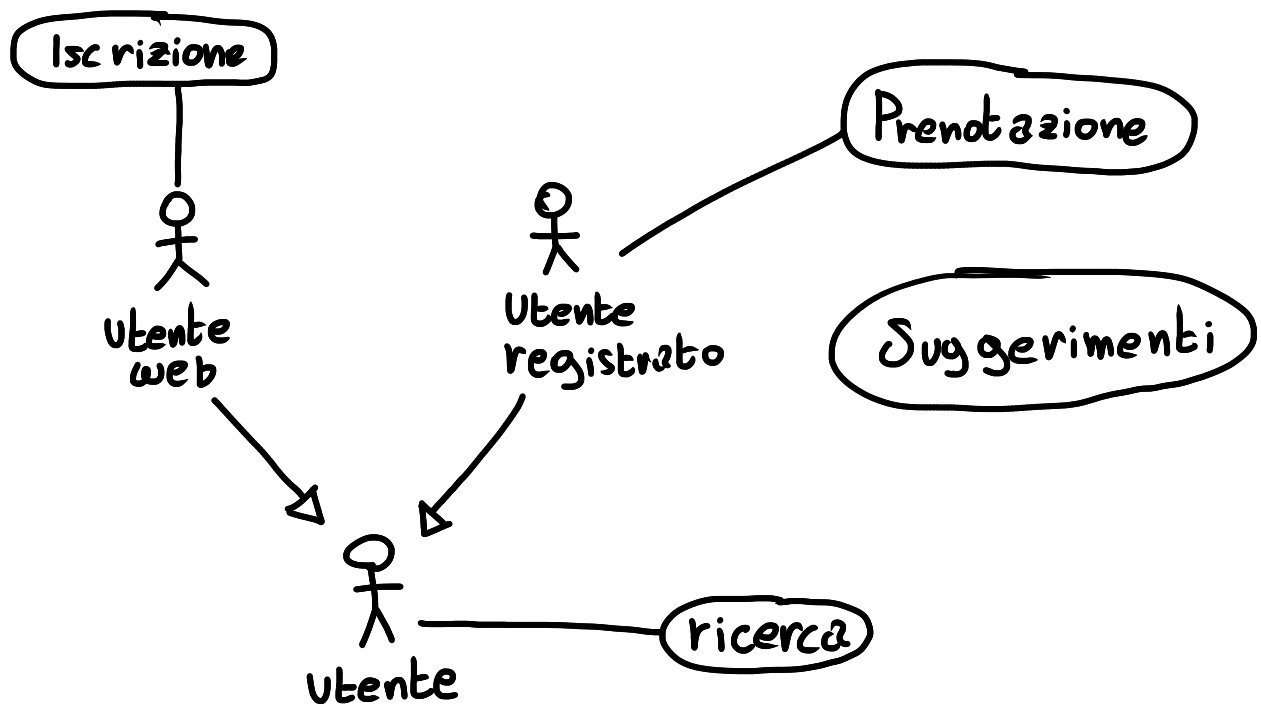 Iscrizione
Prenotazione
Utente
web
Utente
registrato
Suggerimenti
ricerca
Utente